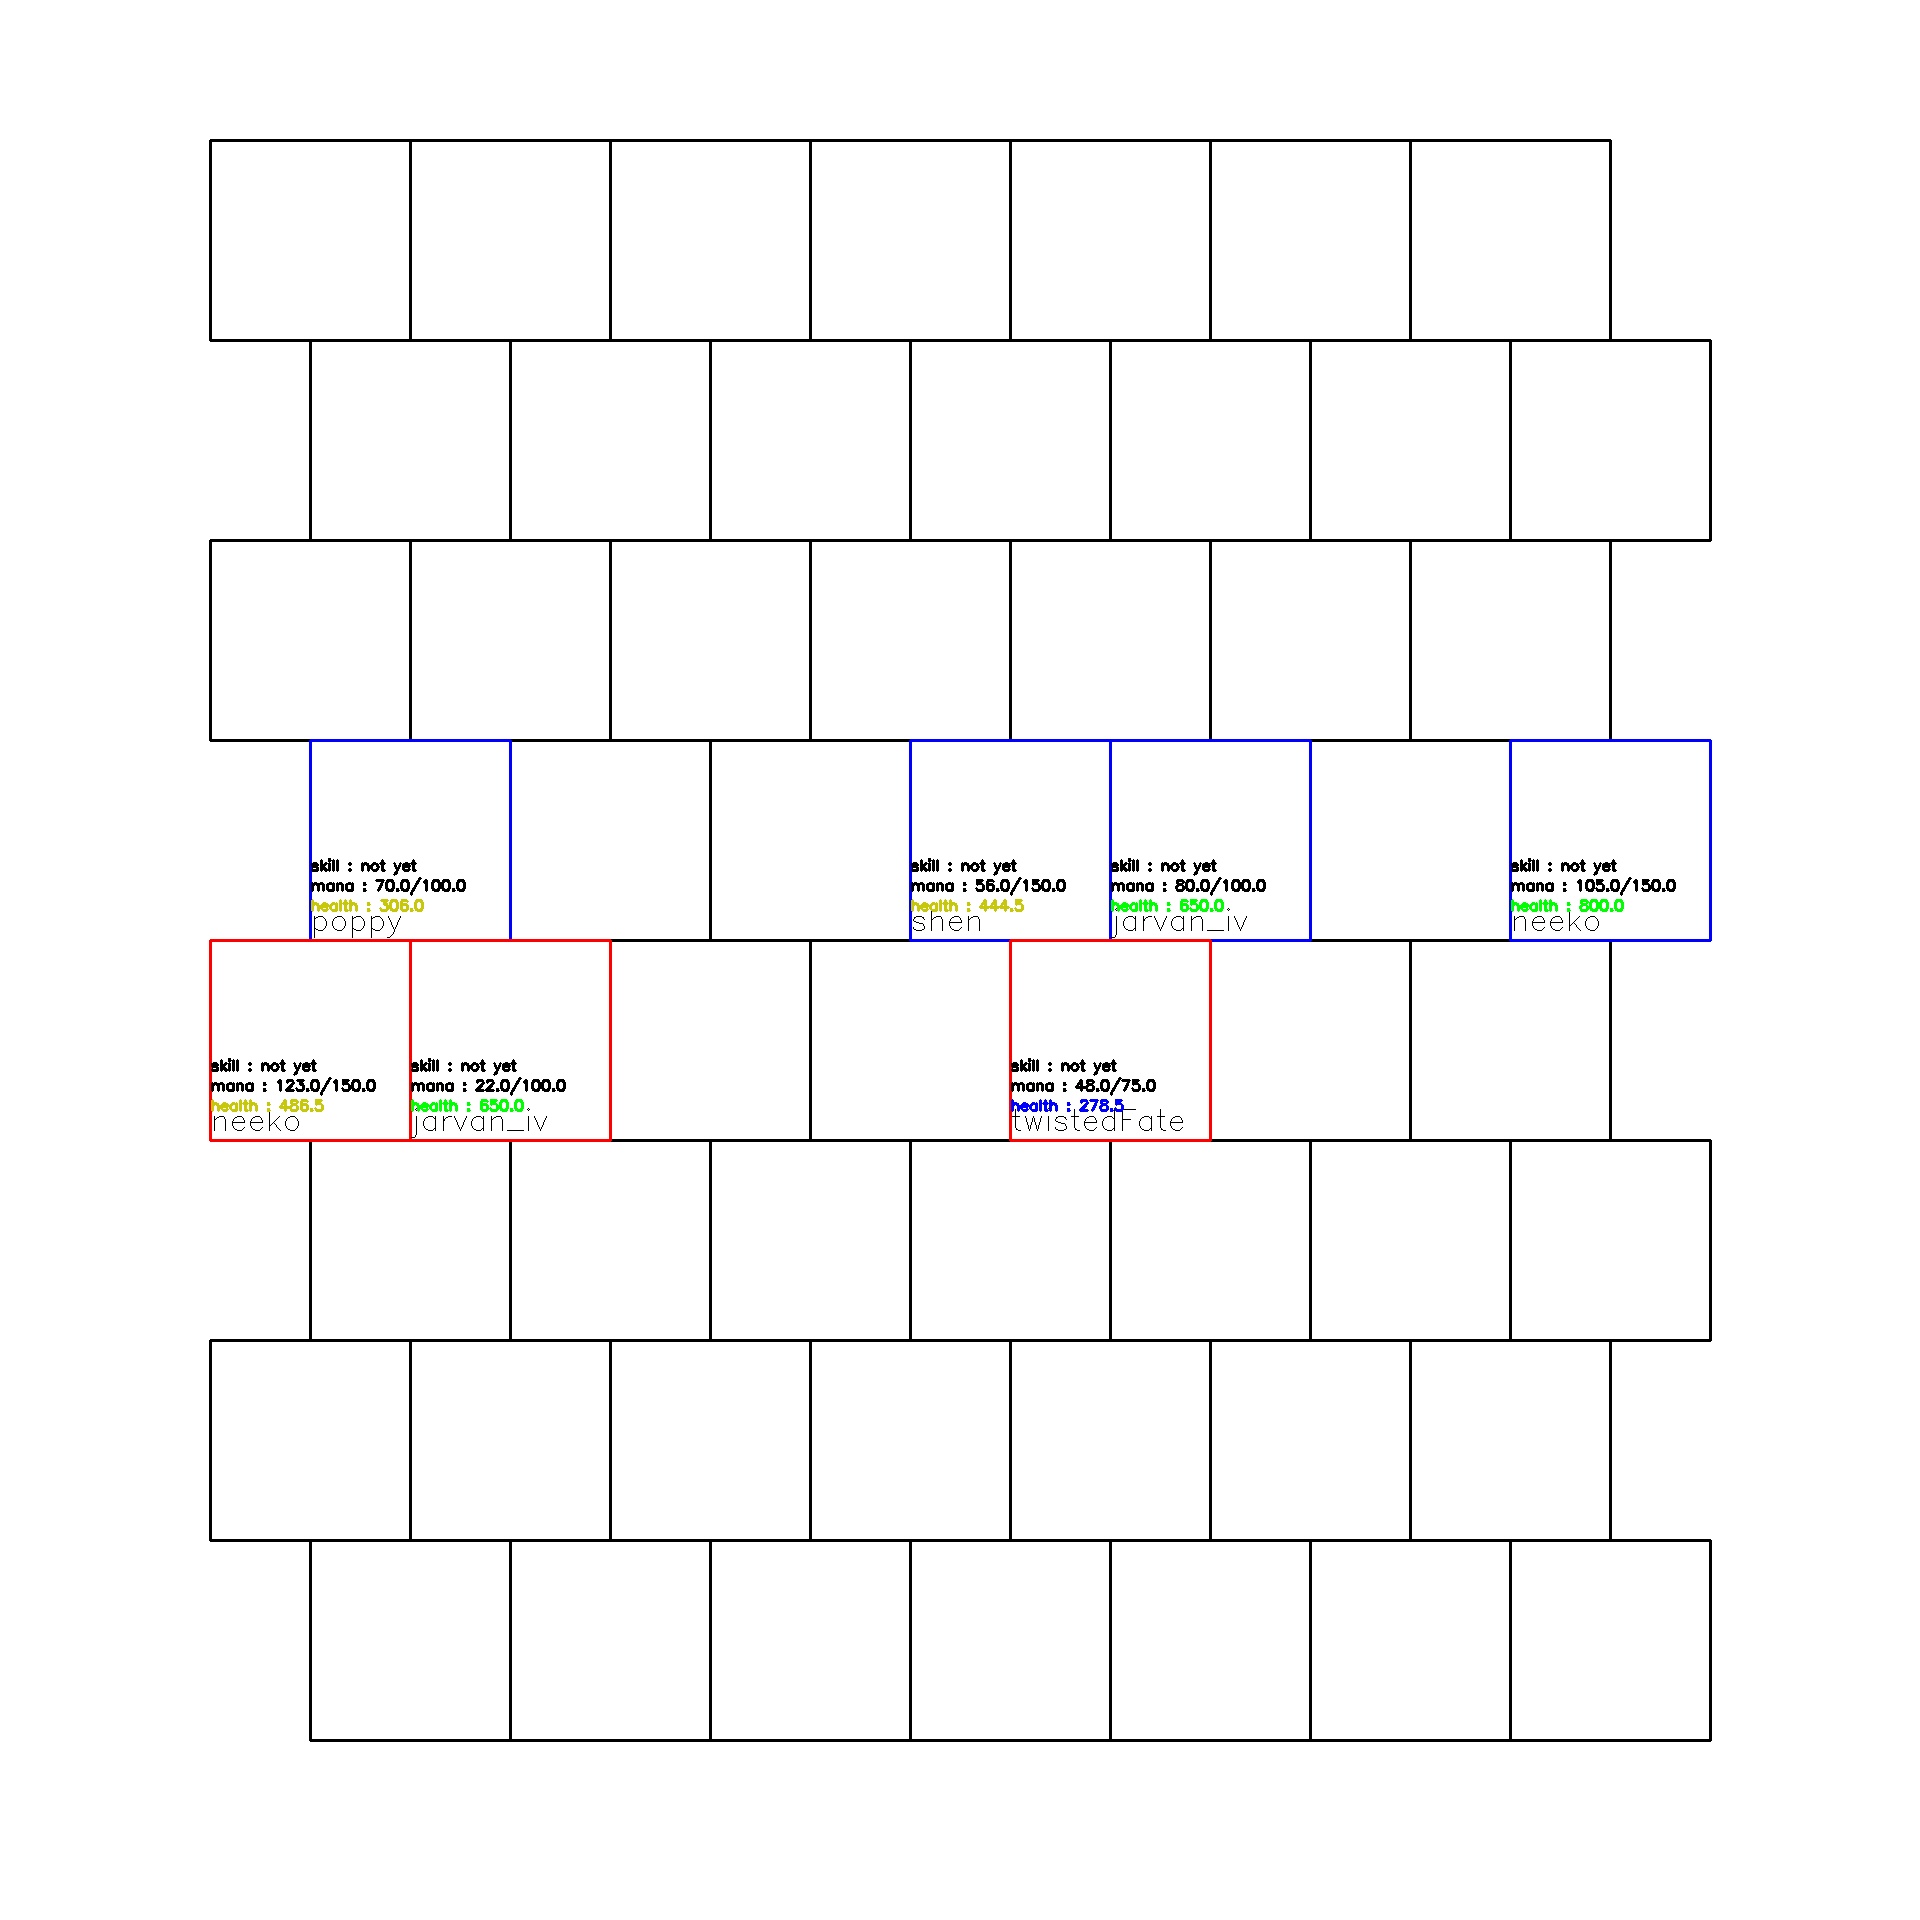 skill : not yet
mana : 70.0/100.0
health : 306.0
poppy
skill : not yet
mana : 56.0/150.0
health : 444.5
shen
skill : not yet
mana : 80.0/100.0
health : 650.0
jarvan_iv
skill : not yet
mana : 105.0/150.0
health : 800.0
neeko
skill : not yet
mana : 123.0/150.0
health : 486.5
neeko
skill : not yet
mana : 22.0/100.0
health : 650.0
jarvan_iv
skill : not yet
mana : 48.0/75.0
health : 278.5
twistedFate